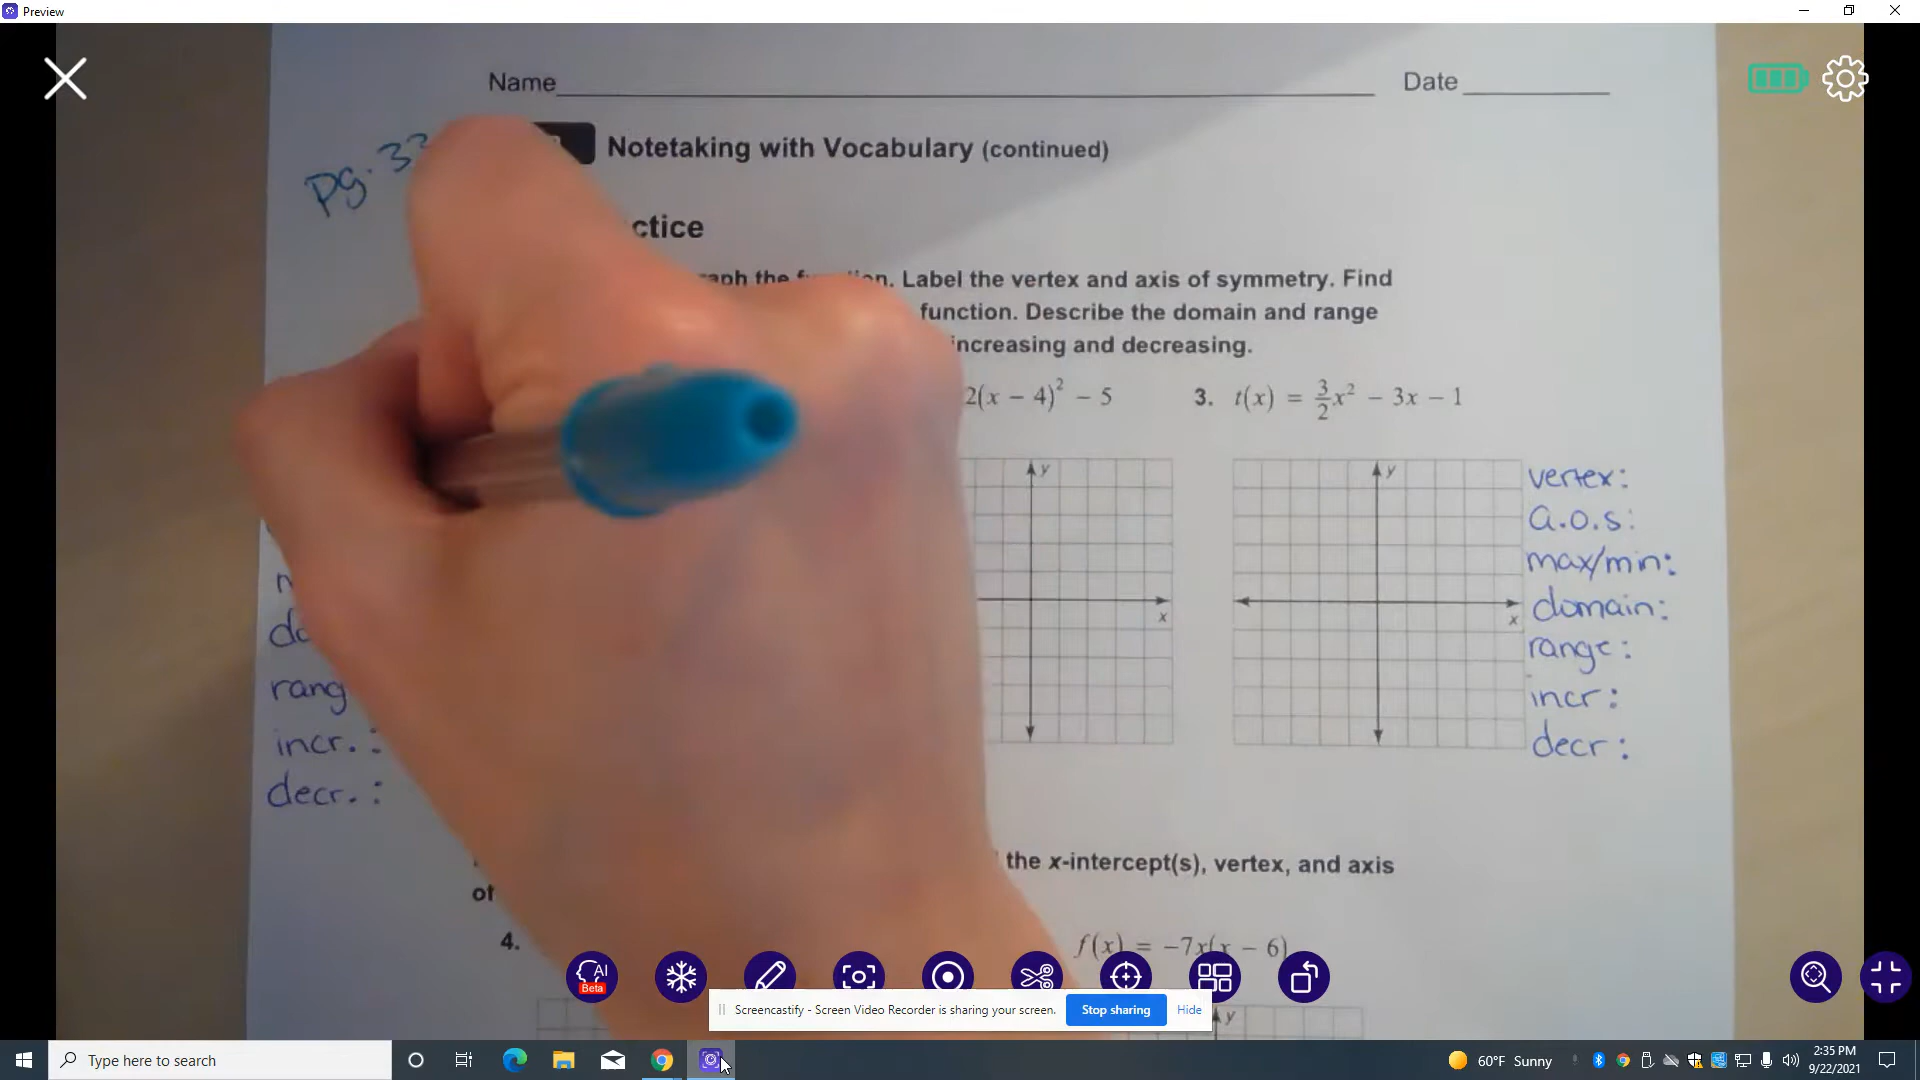 Preview
Name Date
pg. 33
Notetaking with Vocabulary (continued)
ctice
raph the function. Label the vertex and axis of symmetry. Find
function. Describe the domain and range
increasing and decreasing.
2(x − 4)² − 5
3. t(x) = 3/2x² − 3x − 1
y
x
y
x
vertex:
a.o.s:
max/min:
domain:
range:
incr:
decr:
rang
incr. :
decr. :
the x-intercept(s), vertex, and axis
of
4.
f(x) = −7x(x − 6)
y
AI
Beta
Screencastify - Screen Video Recorder is sharing your screen. Stop sharing Hide
Type here to search
60°F Sunny
2:35 PM
9/22/2021